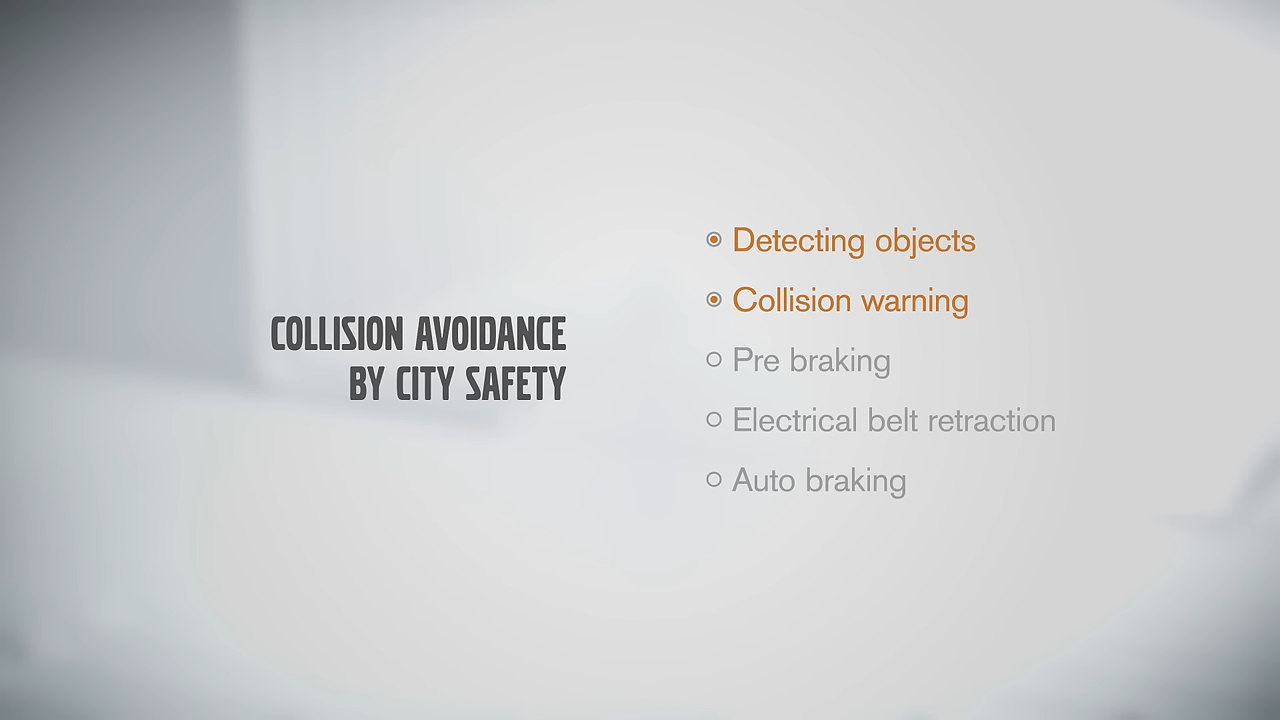 COLLISION AVOIDANCE
BY CITY SAFETY
Detecting objects
Collision warning
Pre braking
Electrical belt retraction
Auto braking